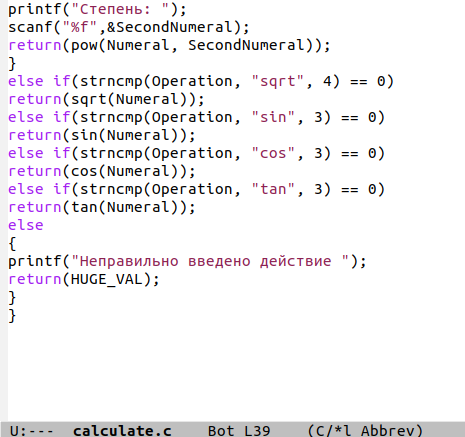 printf("Степень: ");
scanf("%f",&SecondNumeral);
return(pow(Numeral, SecondNumeral));
}
else if(strncmp(Operation, "sqrt", 4) == 0)
return(sqrt(Numeral));
else if(strncmp(Operation, "sin", 3) == 0)
return(sin(Numeral));
else if(strncmp(Operation, "cos", 3) == 0)
return(cos(Numeral));
else if(strncmp(Operation, "tan", 3) == 0)
return(tan(Numeral));
else
{
printf("Неправильно введено действие ");
return(HUGE_VAL);
}
}
U:--- calculate.c Bot L39 (C/*l Abbrev)